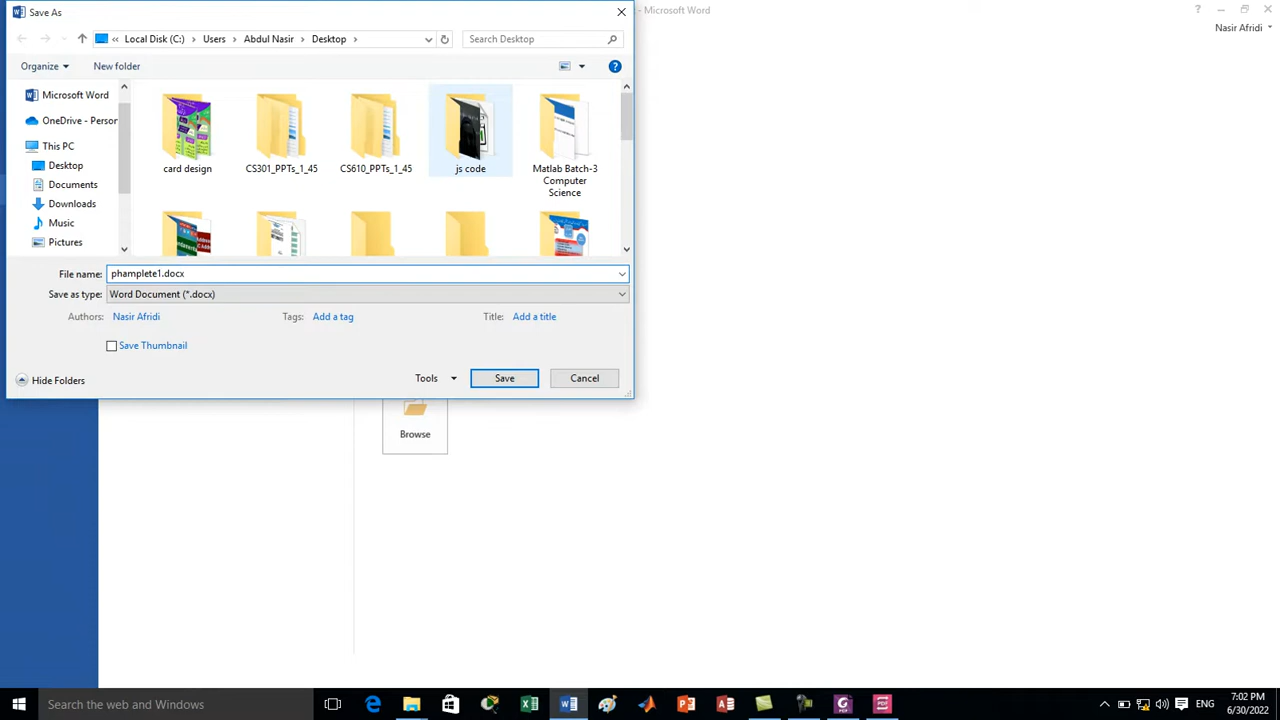 Save As
- Microsoft Word
Nasir Afridi
Local Disk (C:)
Users
Abdul Nasir
Desktop
Search Desktop
Organize
New folder
Microsoft Word
OneDrive - Person
This PC
Desktop
Documents
Downloads
Music
Pictures
card design
CS301_PPTs_1_45
CS610_PPTs_1_45
js code
Matlab Batch-3
Computer
Science
File name: phamplete1.docx
Save as type: Word Document (*.docx)
Authors: Nasir Afridi Tags: Add a tag Title: Add a title
Save Thumbnail
Hide Folders Tools Save Cancel
Browse
Search the web and Windows
ENG
7:02 PM
6/30/2022